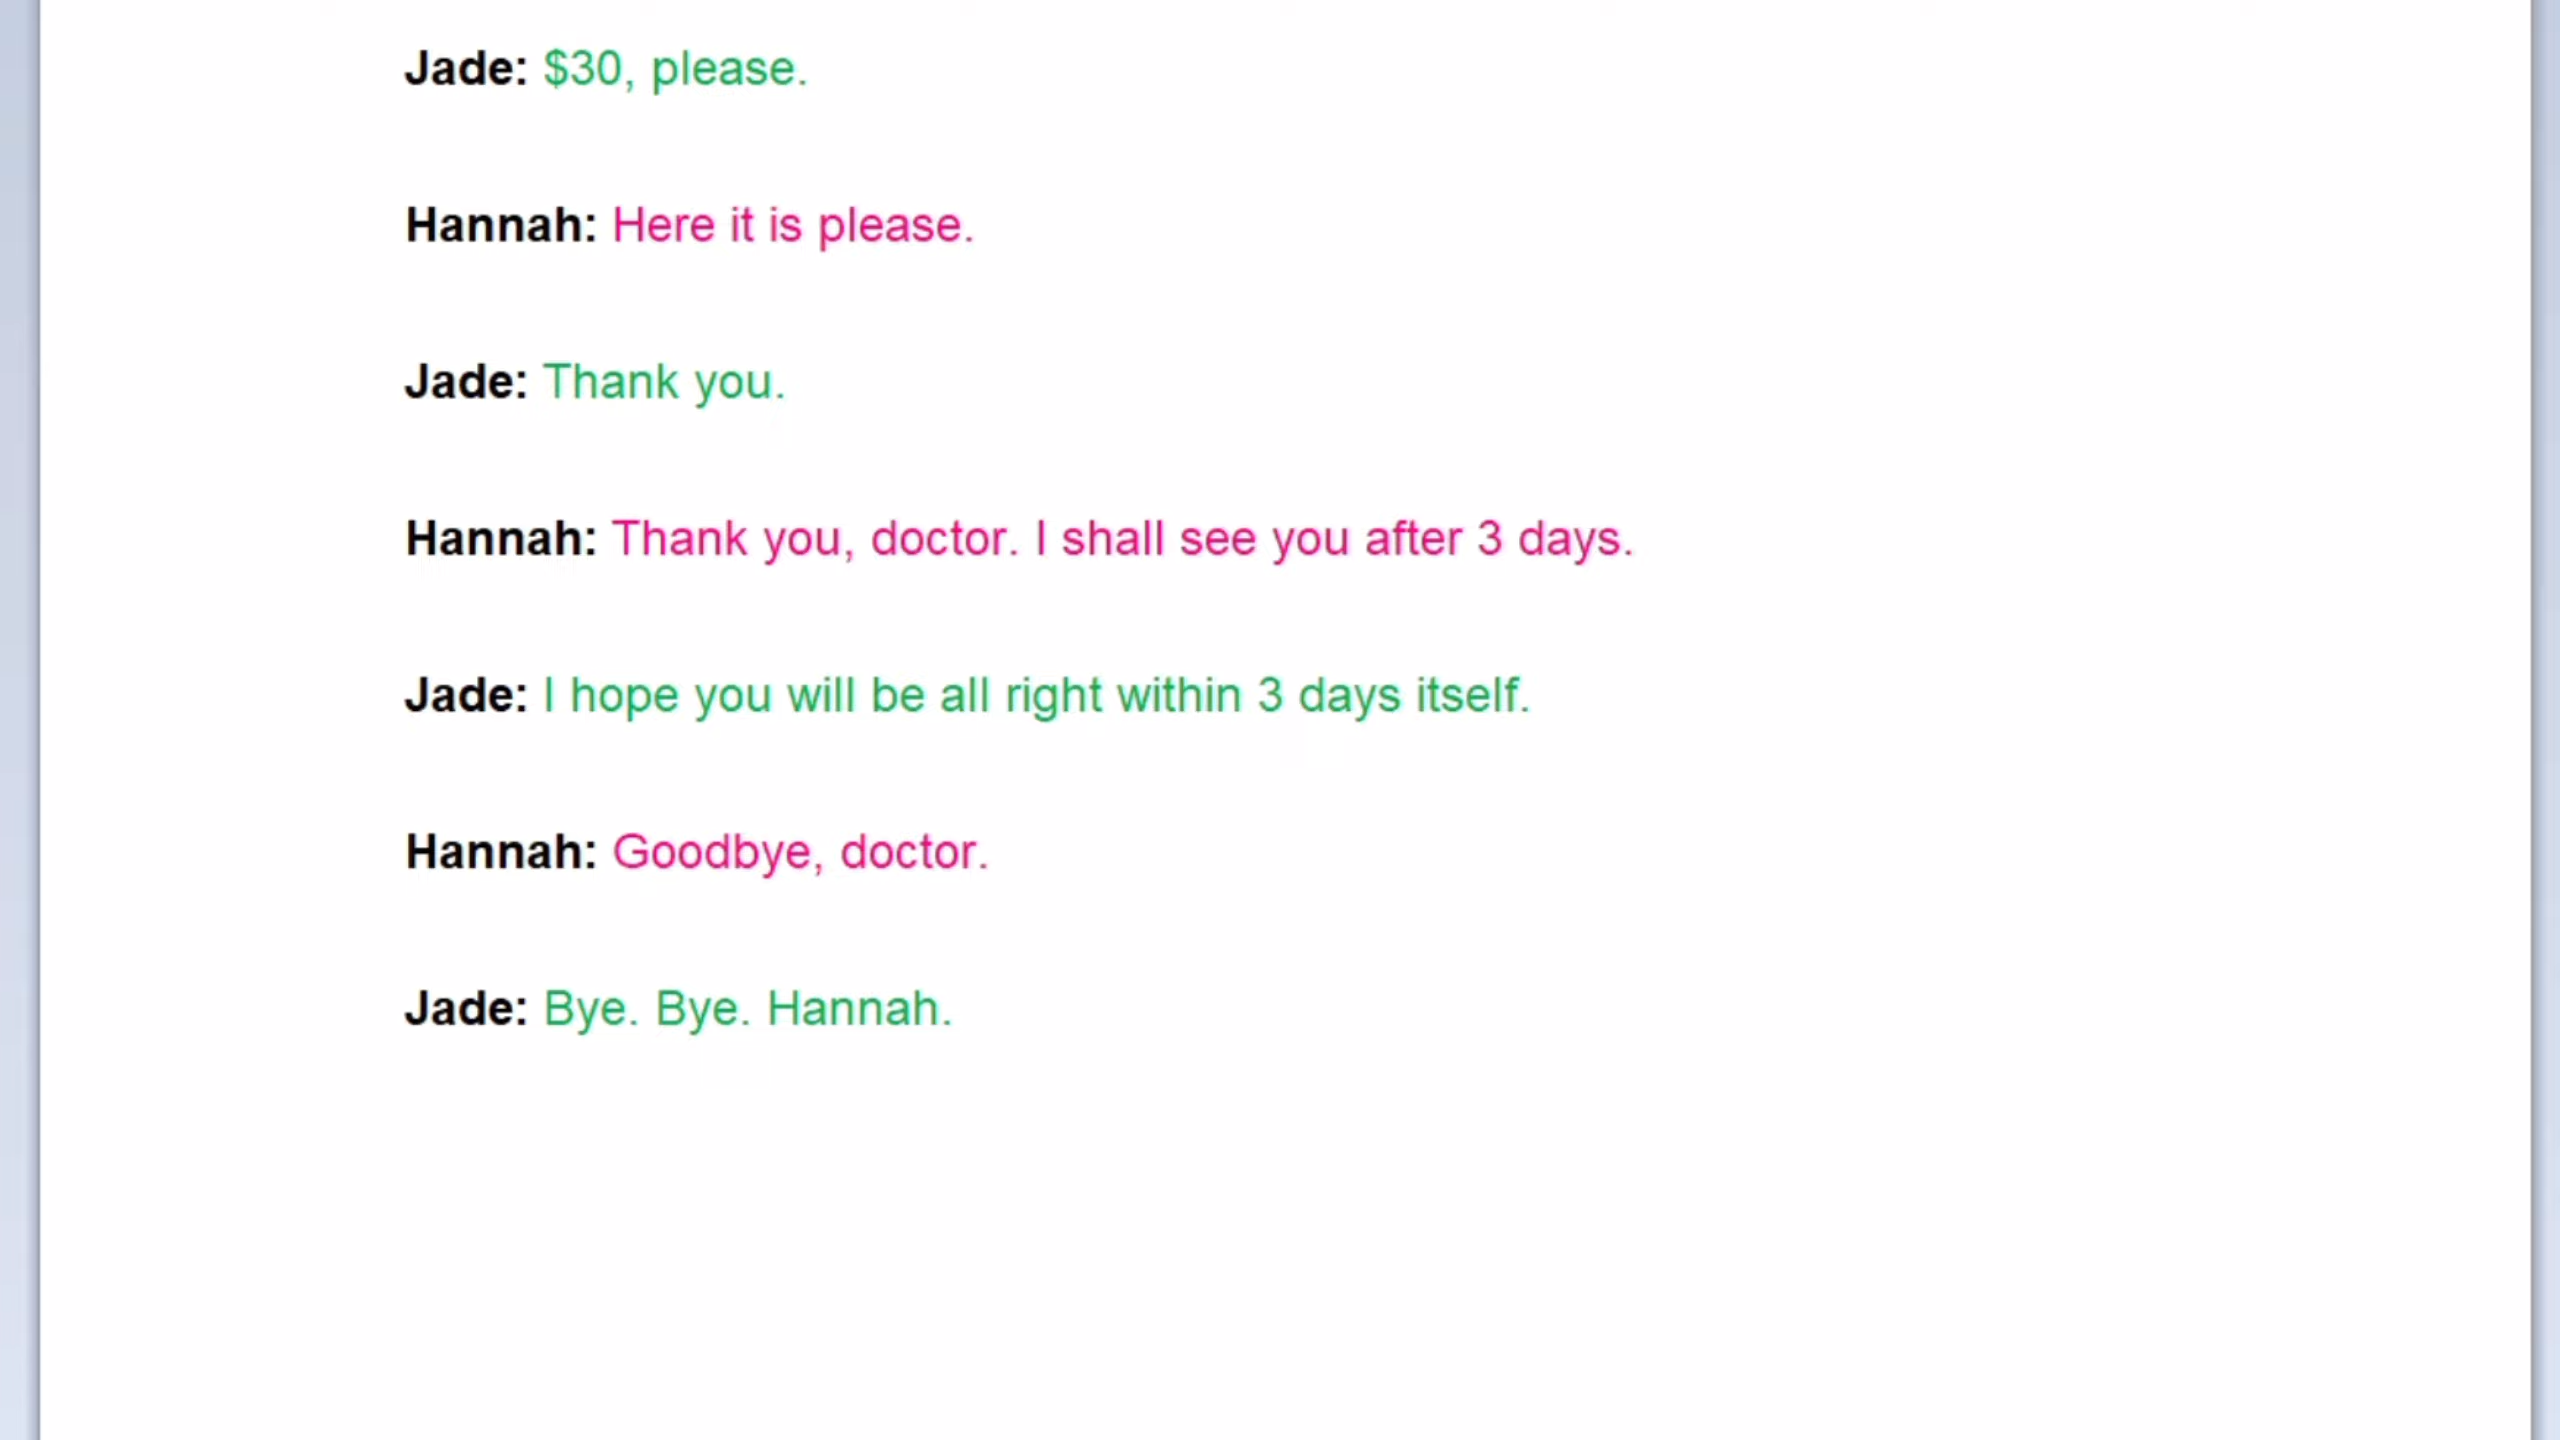 Jade: $30, please.
Hannah: Here it is please.
Jade: Thank you.
Hannah: Thank you, doctor. I shall see you after 3 days.
Jade: I hope you will be all right within 3 days itself.
Hannah: Goodbye, doctor.
Jade: Bye. Bye. Hannah.